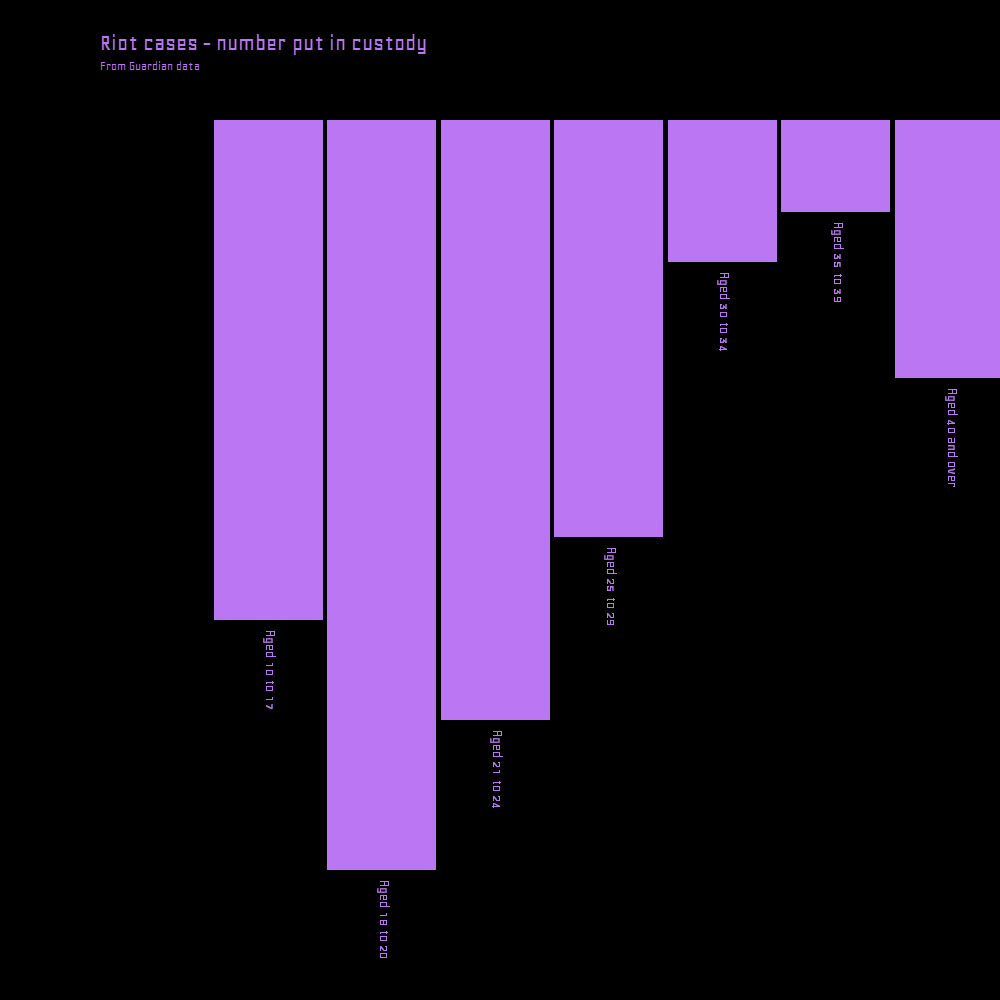 Riot cases - number put in custody
From Guardian data
Aged 10 to 17
Aged 18 to 20
Aged 21 to 24
Aged 25 to 29
Aged 30 to 34
Aged 35 to 39
Aged 40 and over